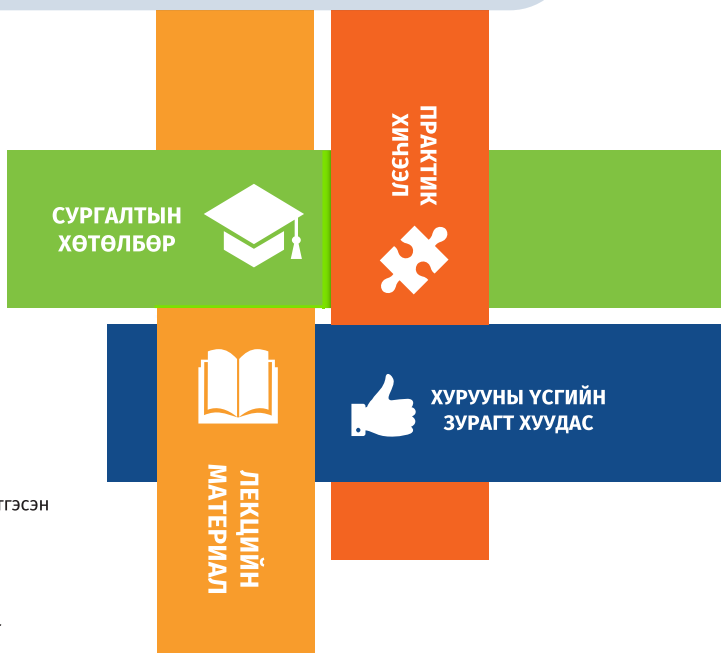 СУРГАЛТЫН
ХӨТӨЛБӨР
ПРАКТИК
ХИЧЭЭЛ
ХУРУУНЫ ҮСГИЙН
ЗУРАГТ ХУУДАС
ЛЕКЦИЙН
МАТЕРИАЛ